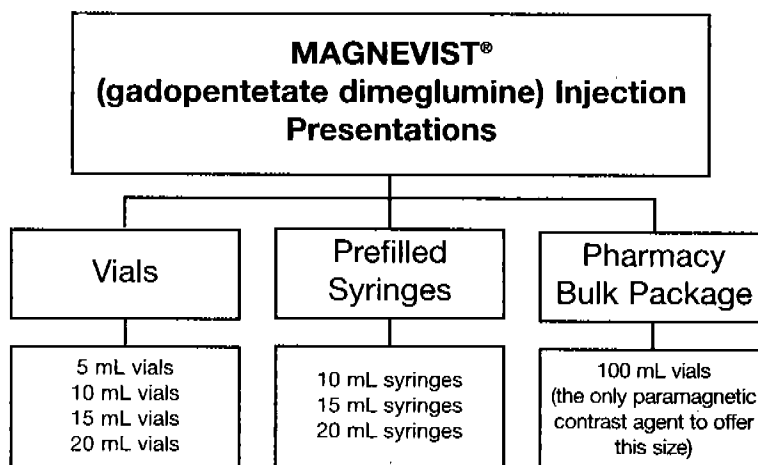 MAGNEVIST®
(gadopentetate dimeglumine) Injection
Presentations
Vials
Prefilled
Syringes
Pharmacy
Bulk Package
5 mL vials
10 mL vials
15 mL vials
20 mL vials
10 mL syringes
15 mL syringes
20 mL syringes
100 mL vials
(the only paramagnetic
contrast agent to offer
this size)